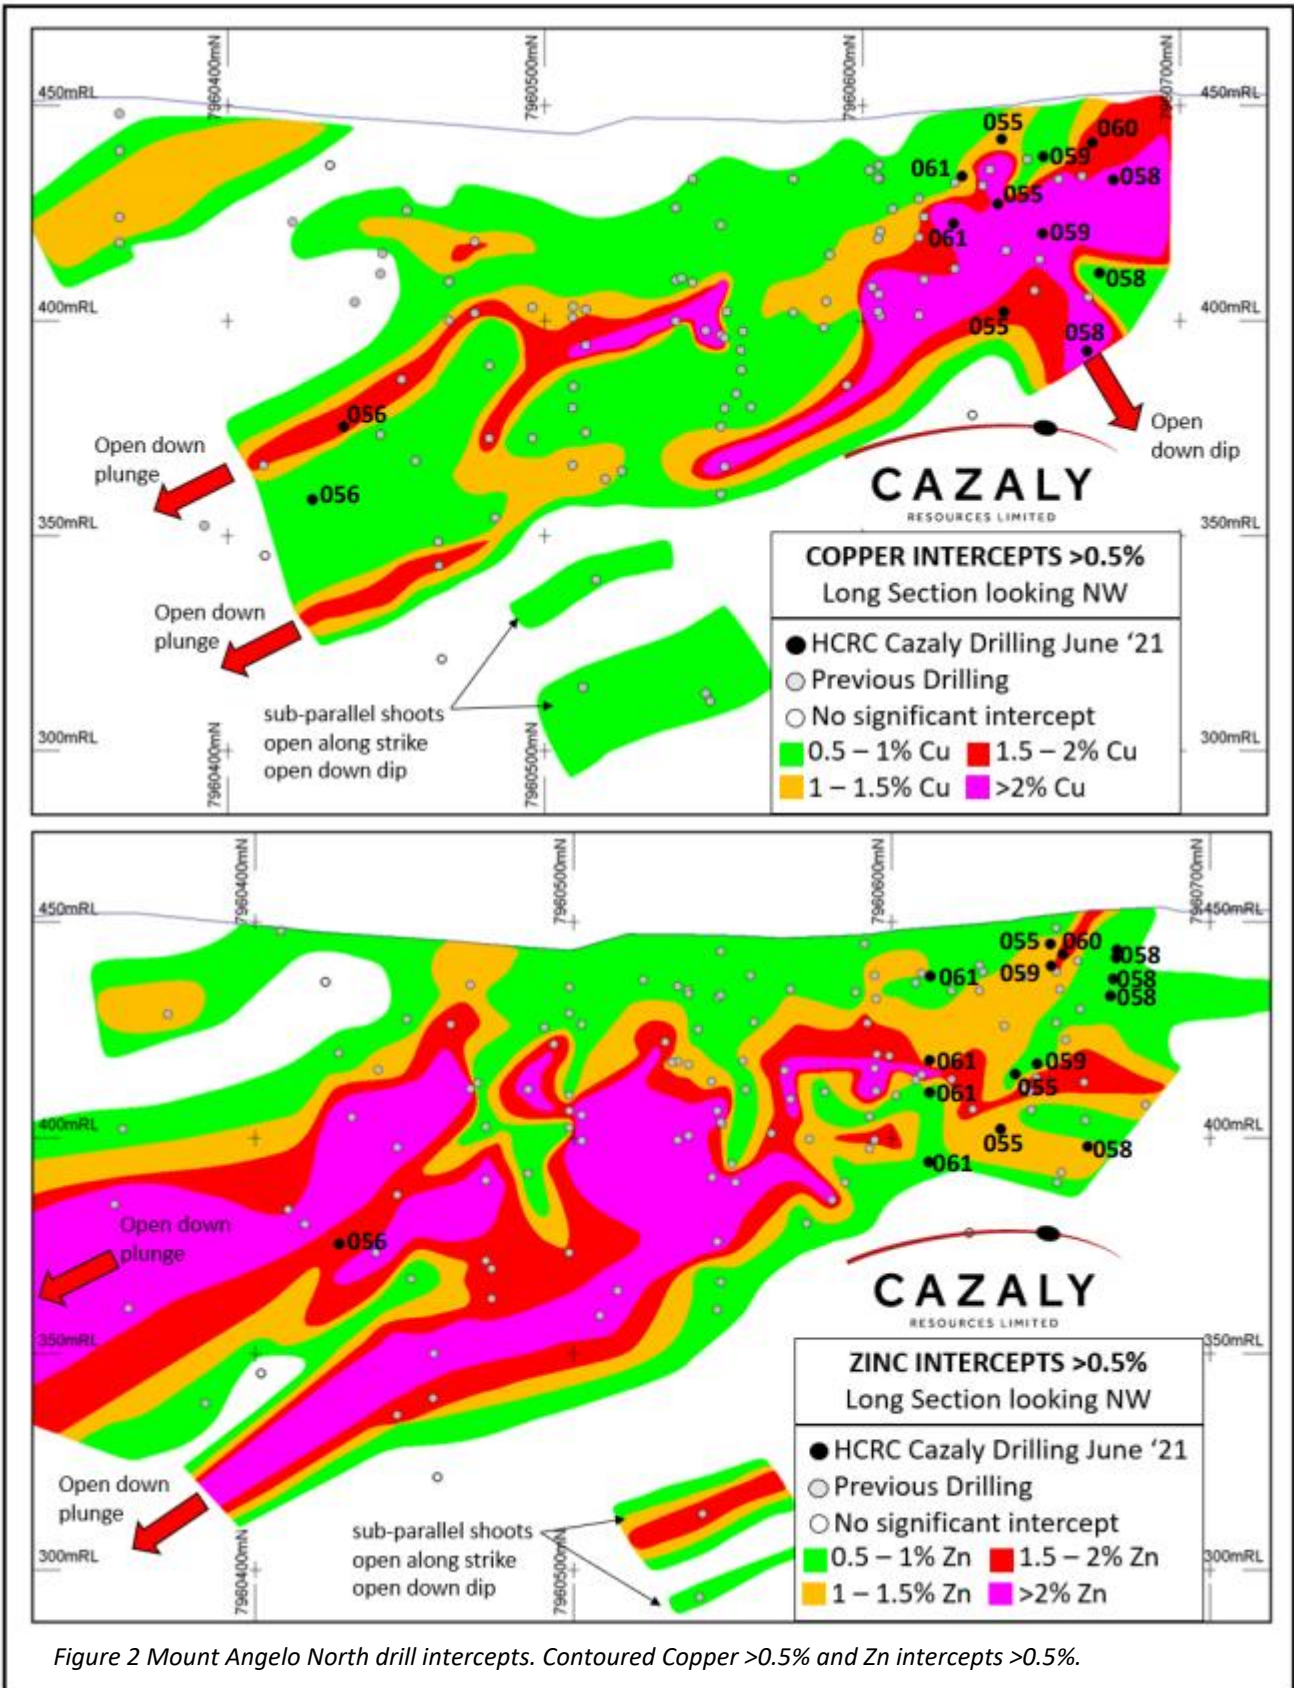 7960400mN
7960500mN
7960600mN
7960700mN
450mRL
450mRL
055
060
059
061
058
055
061
059
058
400mRL
400mRL
055
058
056
Open down
plunge
Open
down dip
CAZALY
RESOURCES LIMITED
056
350mRL
350mRL
COPPER INTERCEPTS >0.5%
Long Section looking NW
Open down
plunge
HCRC Cazaly Drilling June ‘21
Previous Drilling
No significant intercept
sub-parallel shoots
open along strike
open down dip
300mRL
300mRL
0.5 – 1% Cu
1.5 – 2% Cu
1 – 1.5% Cu
>2% Cu
7960400mN
7960500mN
7960400mN
7960500mN
7960600mN
7960700mN
450mRL
450mRL
055
060
058
059
061
058
058
061
059
055
061
400mRL
400mRL
055
058
061
Open down
plunge
056
CAZALY
RESOURCES LIMITED
350mRL
350mRL
ZINC INTERCEPTS >0.5%
Long Section looking NW
HCRC Cazaly Drilling June ‘21
Previous Drilling
No significant intercept
Open down
plunge
sub-parallel shoots
open along strike
open down dip
300mRL
300mRL
0.5 – 1% Zn
1.5 – 2% Zn
1 – 1.5% Zn
>2% Zn
7960400mN
7960500mN
Figure 2 Mount Angelo North drill intercepts. Contoured Copper >0.5% and Zn intercepts >0.5%.